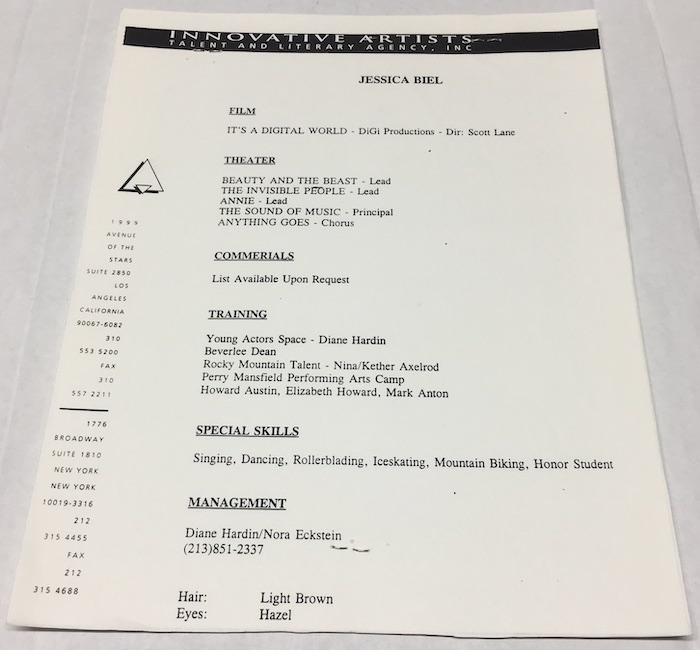 INNOVATIVE ARTISTS
TALENT AND LITERARY AGENCY, INC
JESSICA BIEL
FILM
IT'S A DIGITAL WORLD - DiGi Productions - Dir: Scott Lane
THEATER
BEAUTY AND THE BEAST - Lead
THE INVISIBLE PEOPLE - Lead
ANNIE - Lead
THE SOUND OF MUSIC - Principal
ANYTHING GOES - Chorus
COMMERIALS
List Available Upon Request
TRAINING
Young Actors Space - Diane Hardin
Beverlee Dean
Rocky Mountain Talent - Nina/Kether Axelrod
Perry Mansfield Performing Arts Camp
Howard Austin, Elizabeth Howard, Mark Anton
SPECIAL SKILLS
Singing, Dancing, Rollerblading, Iceskating, Mountain Biking, Honor Student
MANAGEMENT
Diane Hardin/Nora Eckstein
(213)851-2337
Hair: Light Brown
Eyes: Hazel
1999
AVENUE
OF THE
STARS
SUITE 2850
LOS
ANGELES
CALIFORNIA
90067-6082
310
553 5200
FAX
310
557 2211
1776
BROADWAY
SUITE 1810
NEW YORK
NEW YORK
10019-3316
212
315 4455
FAX
212
315 4688